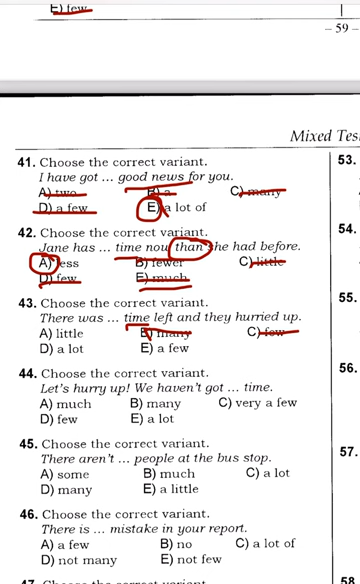 E) few
– 59 –
Mixed Tes
41. Choose the correct variant.
I have got ... good news for you.
A) two B) a C) many
D) a few E) a lot of
42. Choose the correct variant.
Jane has ... time now than she had before.
A) less B) fewer C) little
D) few E) much
43. Choose the correct variant.
There was ... time left and they hurried up.
A) little B) many C) few
D) a lot E) a few
44. Choose the correct variant.
Let's hurry up! We haven't got ... time.
A) much B) many C) very a few
D) few E) a lot
45. Choose the correct variant.
There aren't ... people at the bus stop.
A) some B) much C) a lot
D) many E) a little
46. Choose the correct variant.
There is ... mistake in your report.
A) a few B) no C) a lot of
D) not many E) not few
47. Choose the correct variant.
53.
54.
55.
56.
57.
58